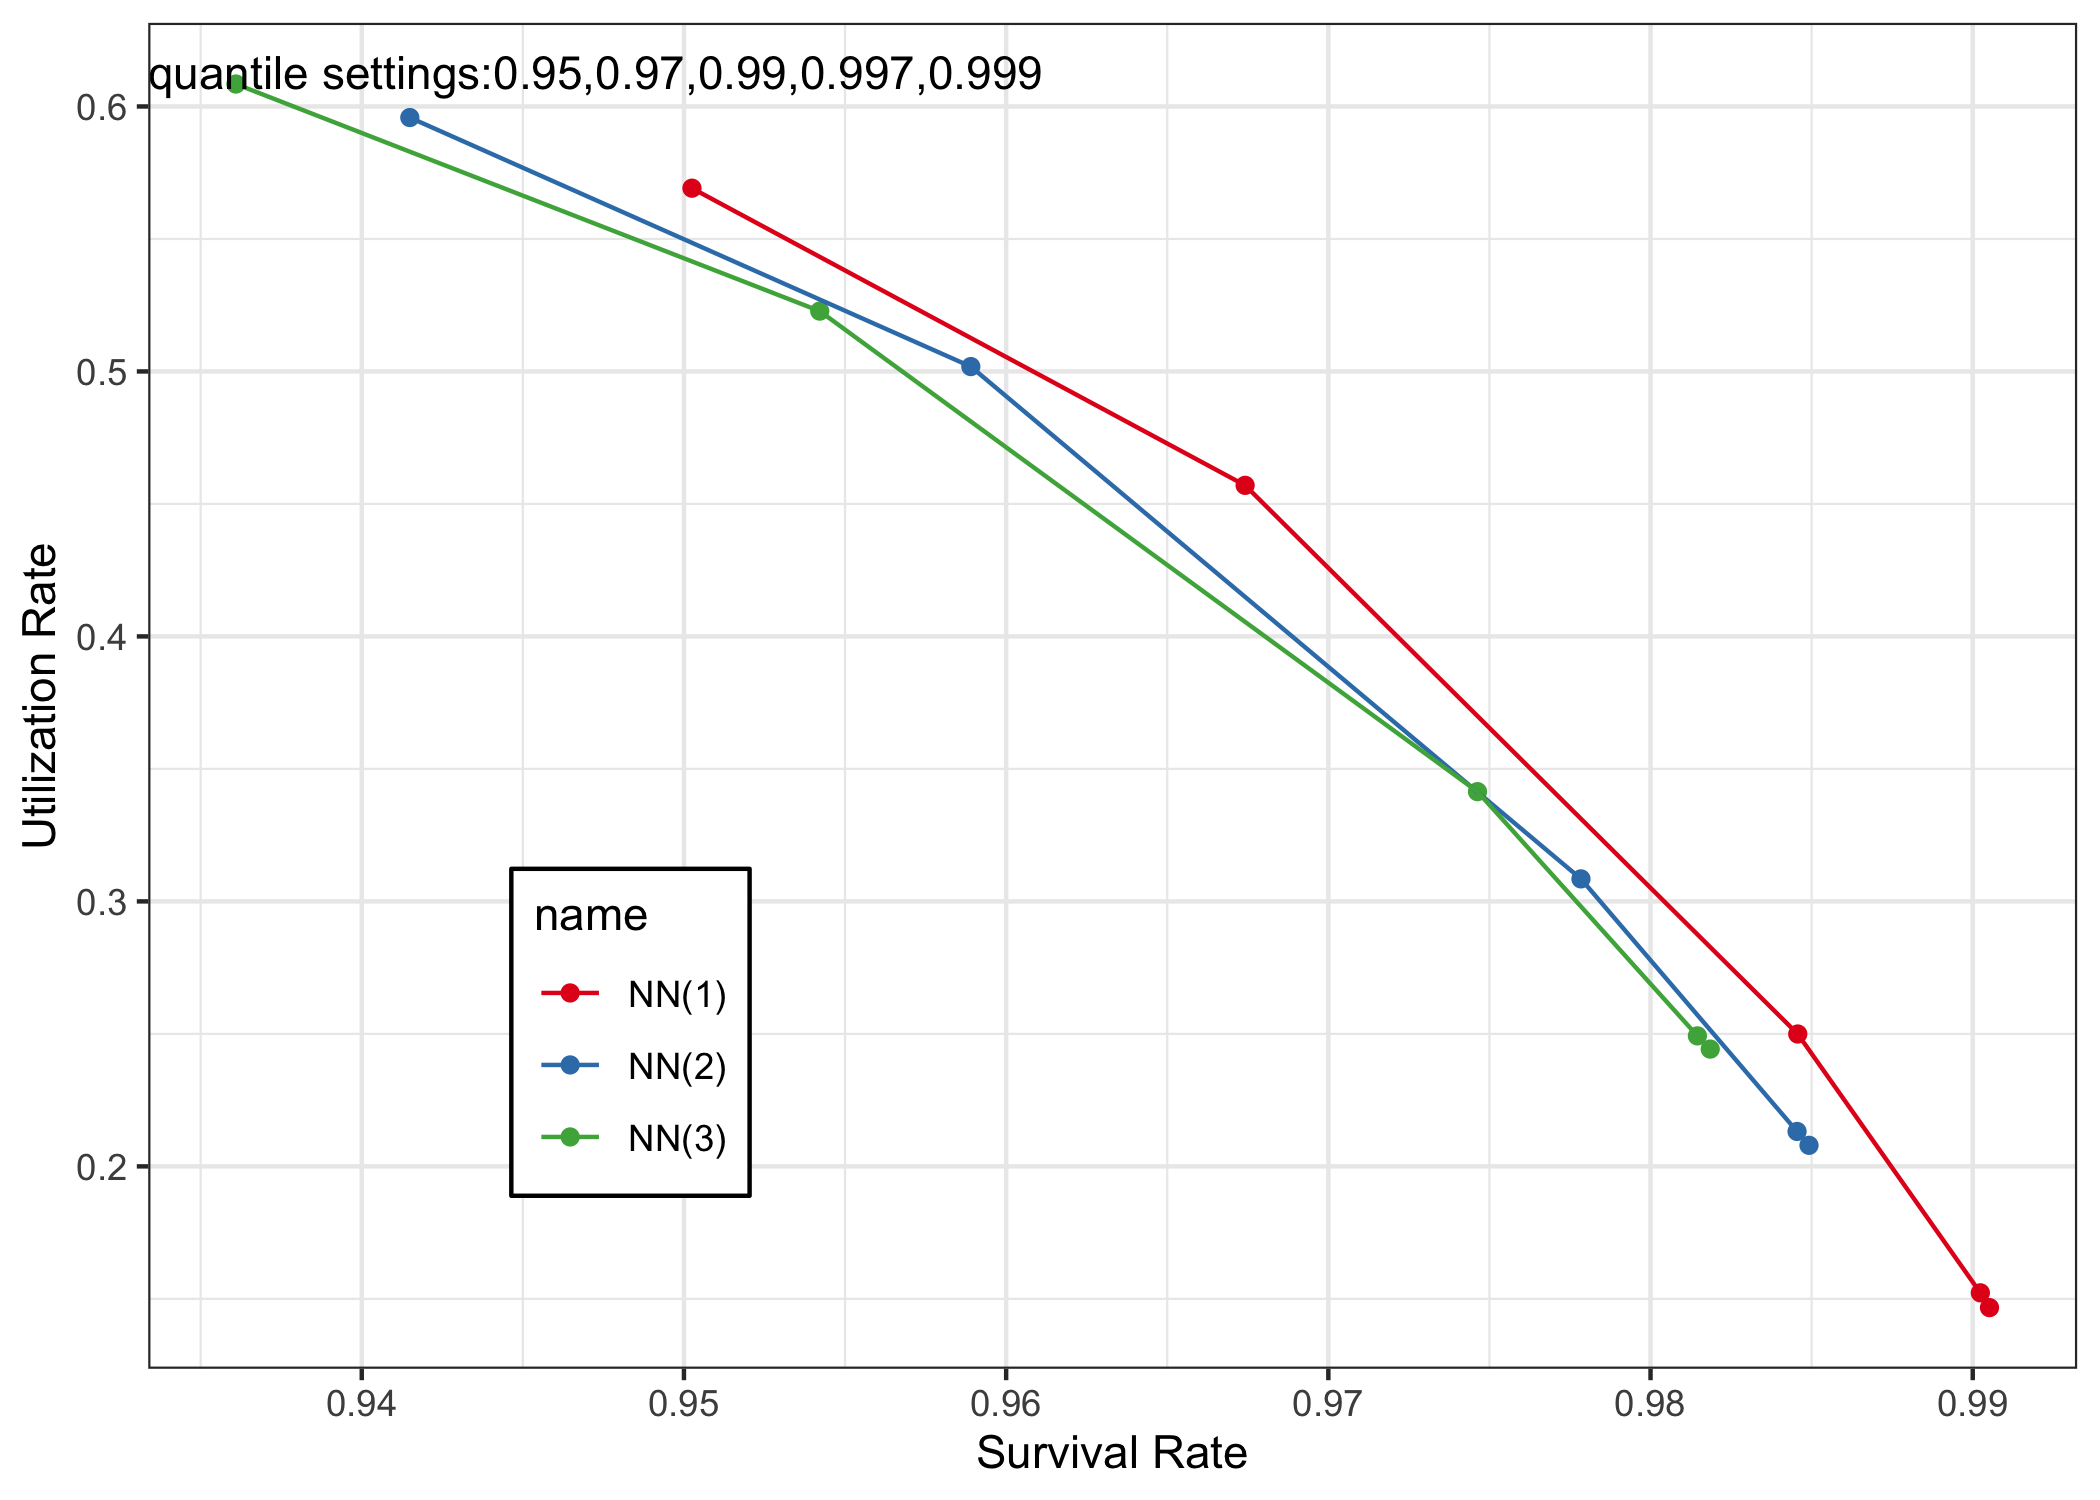 quantile settings:0.95,0.97,0.99,0.997,0.999
0.6
0.5
0.4
0.3
0.2
Utilization Rate
name
NN(1)
NN(2)
NN(3)
0.94 0.95 0.96 0.97 0.98 0.99
Survival Rate